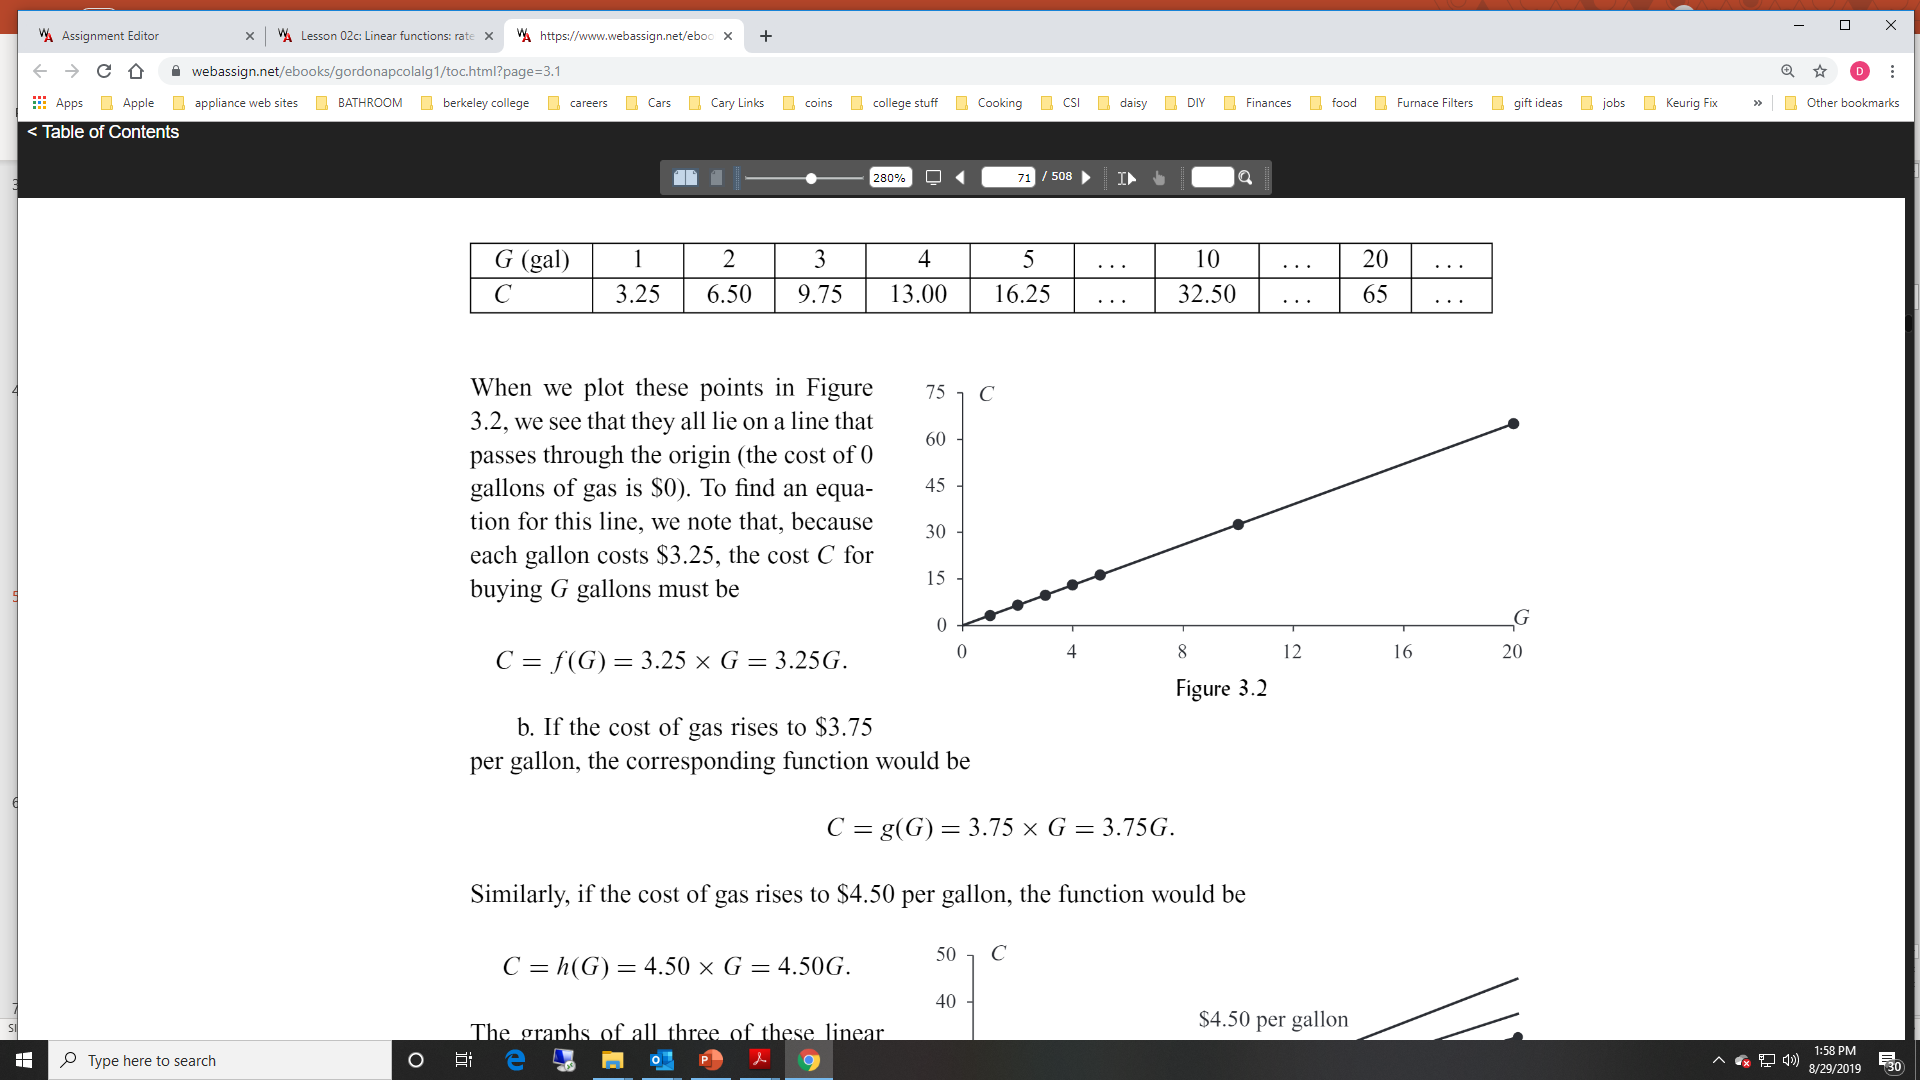 Assignment Editor
Lesson 02c: Linear functions: rate
https://www.webassign.net/eboo
webassign.net/ebooks/gordonapcolalg1/toc.html?page=3.1
D
Apps Apple appliance web sites BATHROOM berkeley college careers Cars Cary Links coins college stuff Cooking CSI daisy DIY Finances food Furnace Filters gift ideas jobs Keurig Fix » Other bookmarks
< Table of Contents
280% 71 / 508
G (gal) 1 2 3 4 5 ... 10 ... 20 ...
C 3.25 6.50 9.75 13.00 16.25 ... 32.50 ... 65 ...
When we plot these points in Figure
3.2, we see that they all lie on a line that
passes through the origin (the cost of 0
gallons of gas is $0). To find an equa-
tion for this line, we note that, because
each gallon costs $3.25, the cost C for
buying G gallons must be
C = f(G) = 3.25 × G = 3.25G.
75 C
60
45
30
15
0
G
0 4 8 12 16 20
Figure 3.2
b. If the cost of gas rises to $3.75
per gallon, the corresponding function would be
C = g(G) = 3.75 × G = 3.75G.
Similarly, if the cost of gas rises to $4.50 per gallon, the function would be
C = h(G) = 4.50 × G = 4.50G.
The graphs of all three of these linear
50 C
40
$4.50 per gallon
Type here to search
1:58 PM
8/29/2019
30